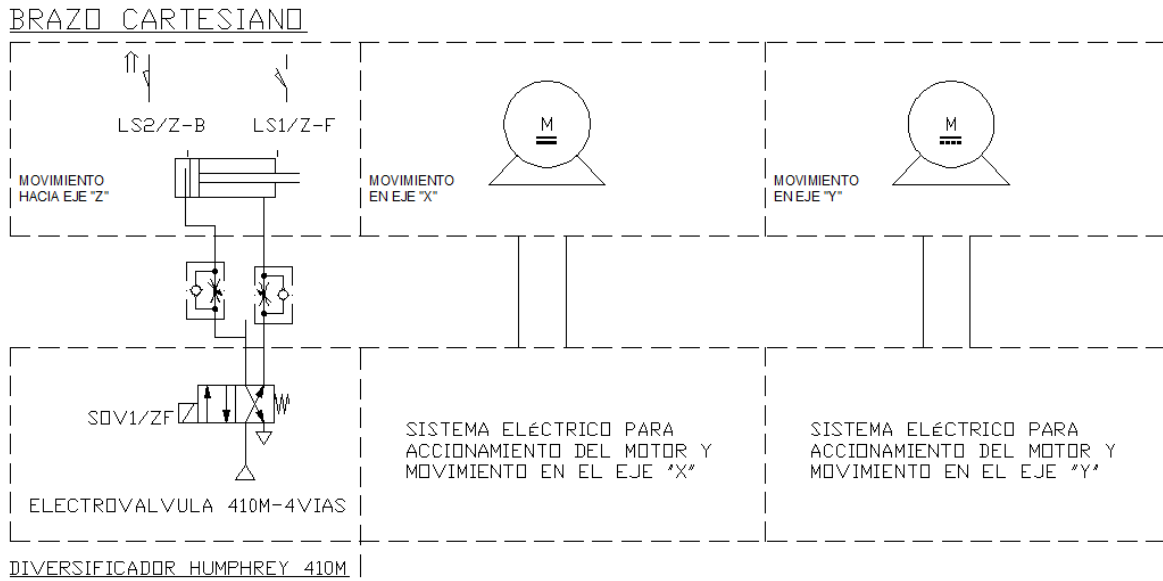 BRAZO CARTESIANO
LS2/Z-B
LS1/Z-F
MOVIMIENTO
HACIA EJE "Z"
M
MOVIMIENTO
EN EJE "X"
M
MOVIMIENTO
EN EJE "Y"
SOV1/ZF
ELECTROVALVULA 410M-4VIAS
SISTEMA ELéCTRICO PARA
ACCIONAMIENTO DEL MOTOR Y
MOVIMIENTO EN EL EJE "X"
SISTEMA ELéCTRICO PARA
ACCIONAMIENTO DEL MOTOR Y
MOVIMIENTO EN EL EJE "Y"
DIVERSIFICADOR HUMPHREY 410M